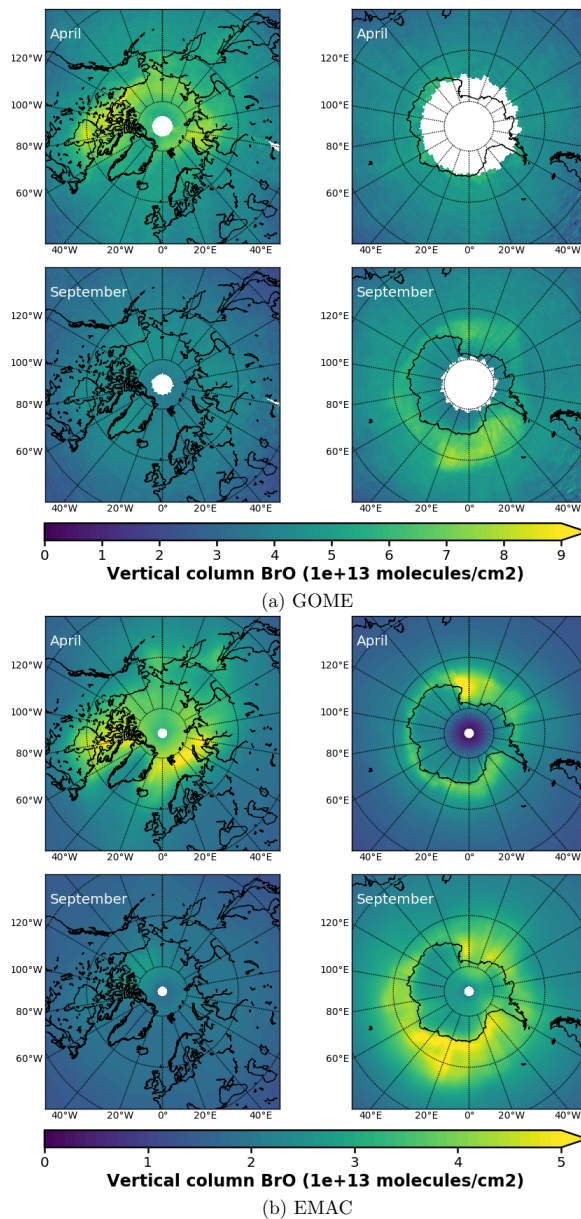 April
April
120°W
100°W
80°W
60°W
120°E
100°E
80°E
60°E
40°W 20°W 0° 20°E 40°E
40°E 20°E 0° 20°W 40°W
September
September
120°W
100°W
80°W
60°W
120°E
100°E
80°E
60°E
40°W 20°W 0° 20°E 40°E
40°E 20°E 0° 20°W 40°W
0 1 2 3 4 5 6 7 8 9
Vertical column BrO (1e+13 molecules/cm2)
(a) GOME
April
April
120°W
100°W
80°W
60°W
120°E
100°E
80°E
60°E
40°W 20°W 0° 20°E 40°E
40°E 20°E 0° 20°W 40°W
September
September
120°W
100°W
80°W
60°W
120°E
100°E
80°E
60°E
40°W 20°W 0° 20°E 40°E
40°E 20°E 0° 20°W 40°W
0 1 2 3 4 5
Vertical column BrO (1e+13 molecules/cm2)
(b) EMAC